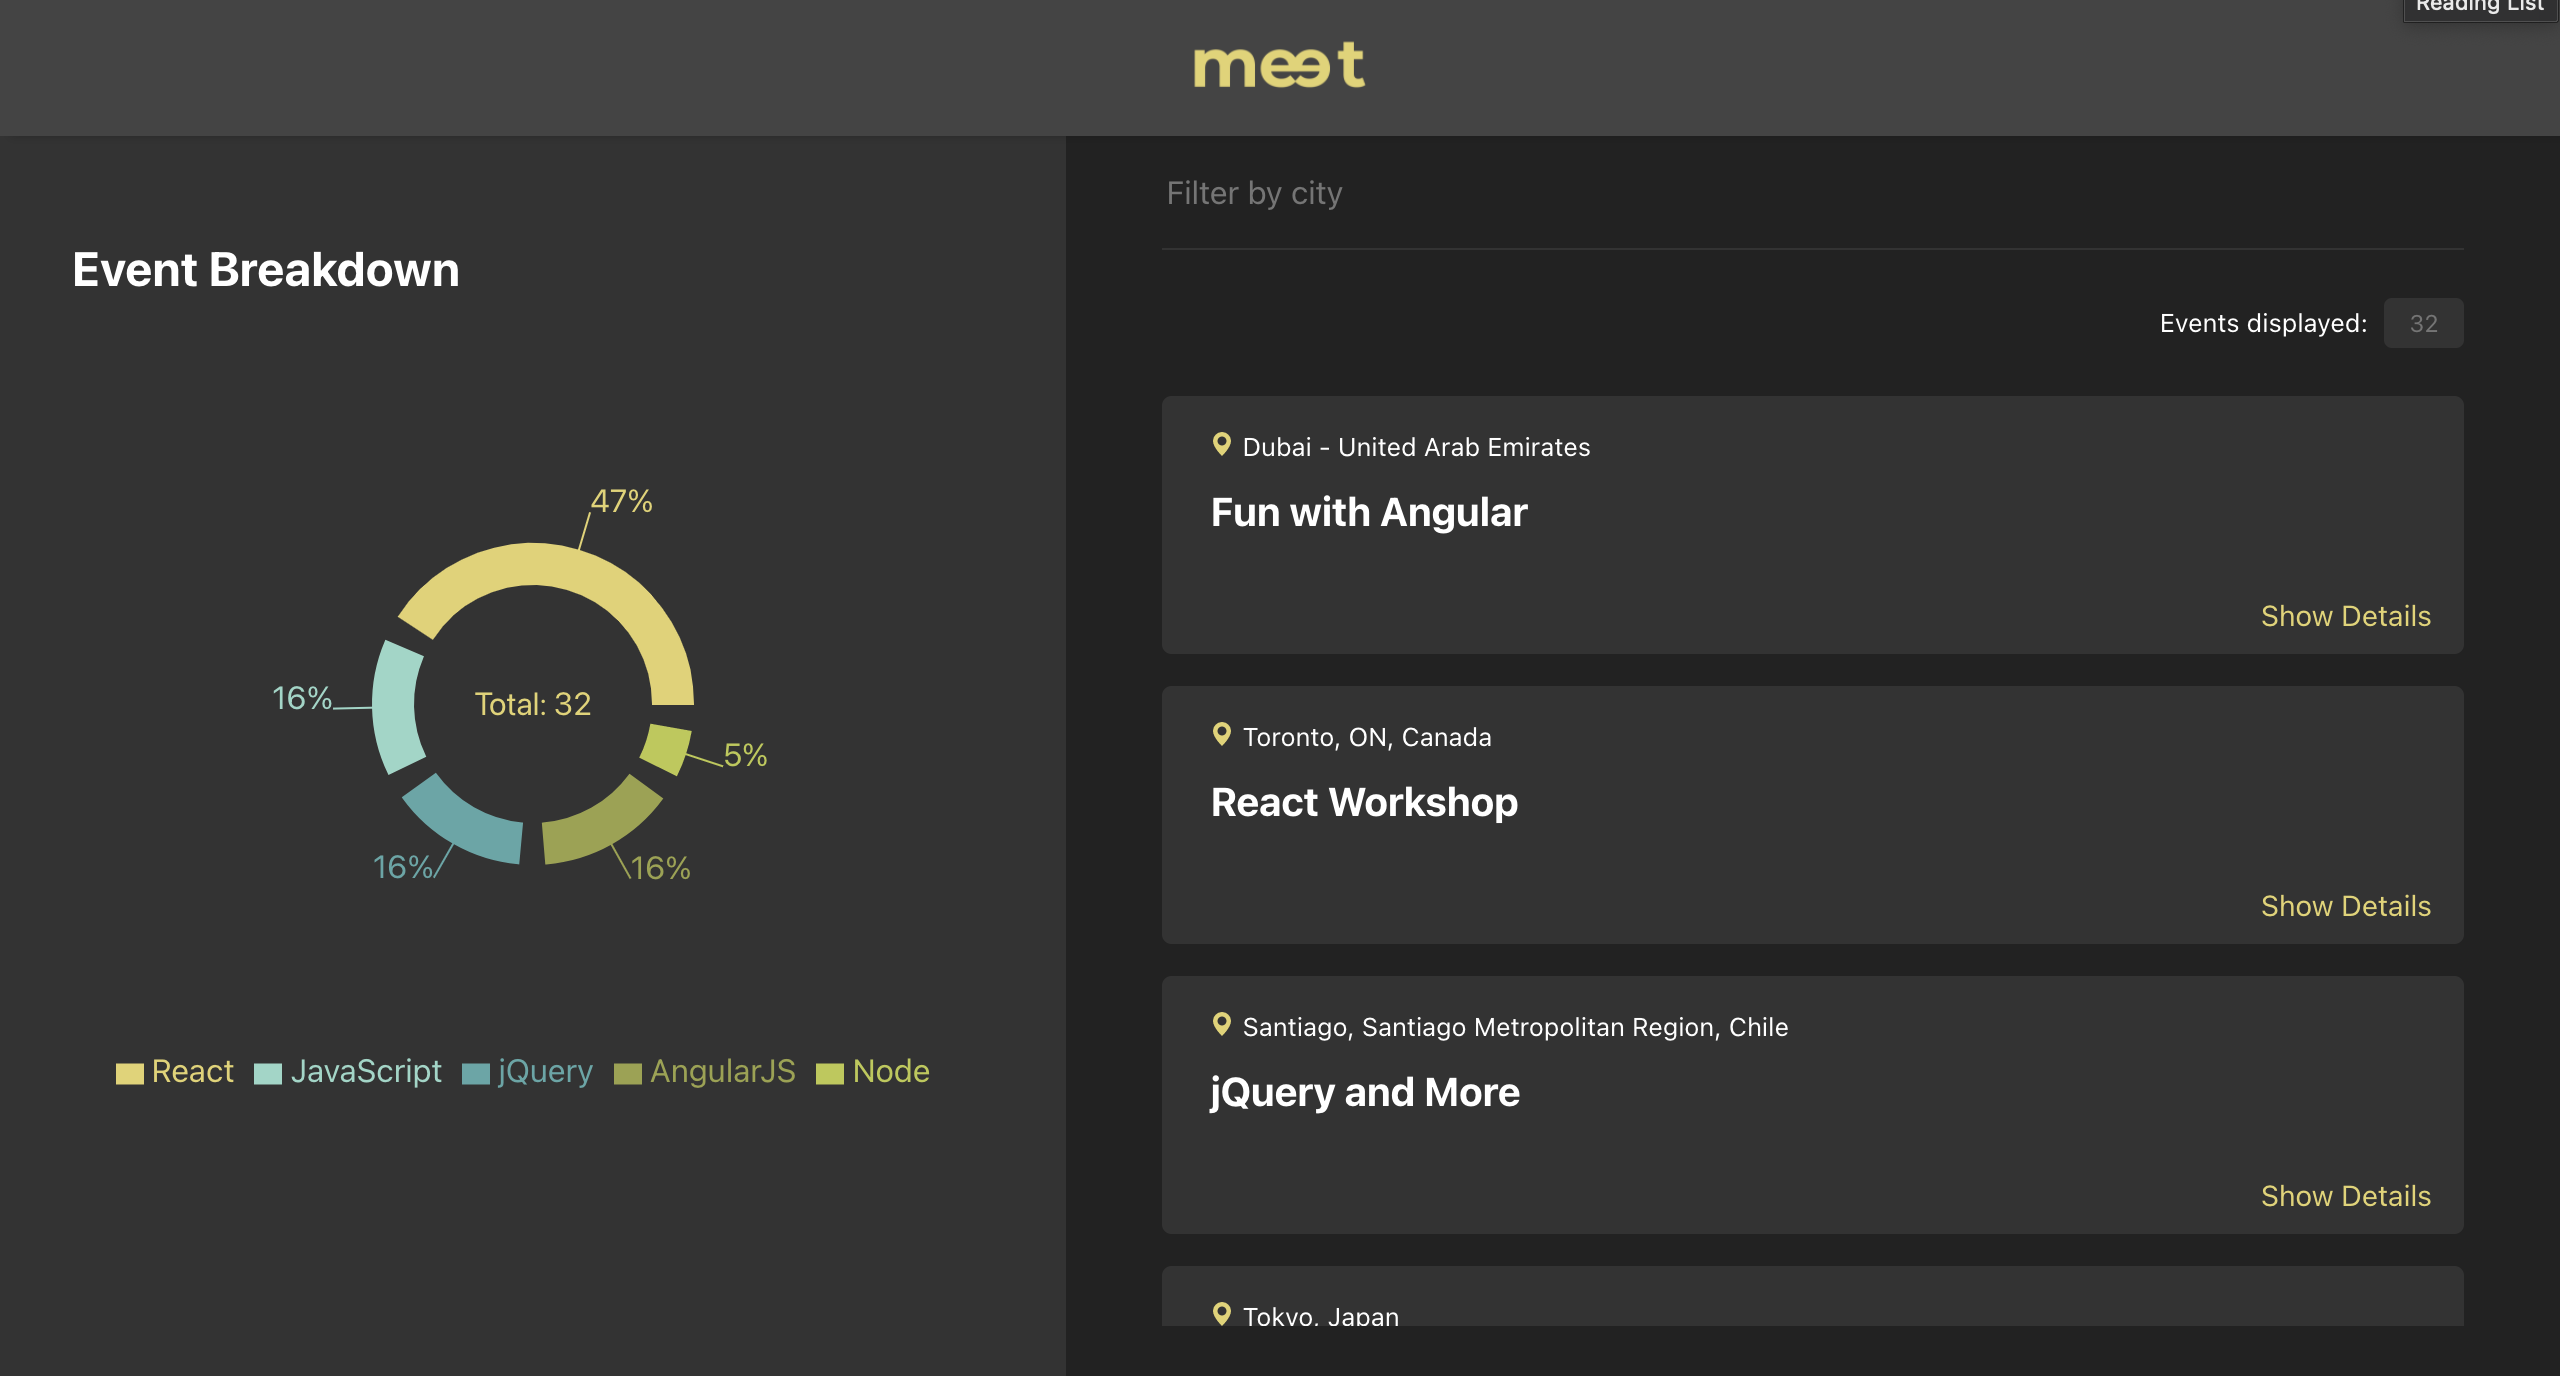 Reading List
meet
Event Breakdown
47%
16%
Total: 32
5%
16%
16%
React JavaScript jQuery AngularJS Node
Filter by city
Events displayed: 32
Dubai - United Arab Emirates
Fun with Angular
Show Details
Toronto, ON, Canada
React Workshop
Show Details
Santiago, Santiago Metropolitan Region, Chile
jQuery and More
Show Details
Tokyo, Japan